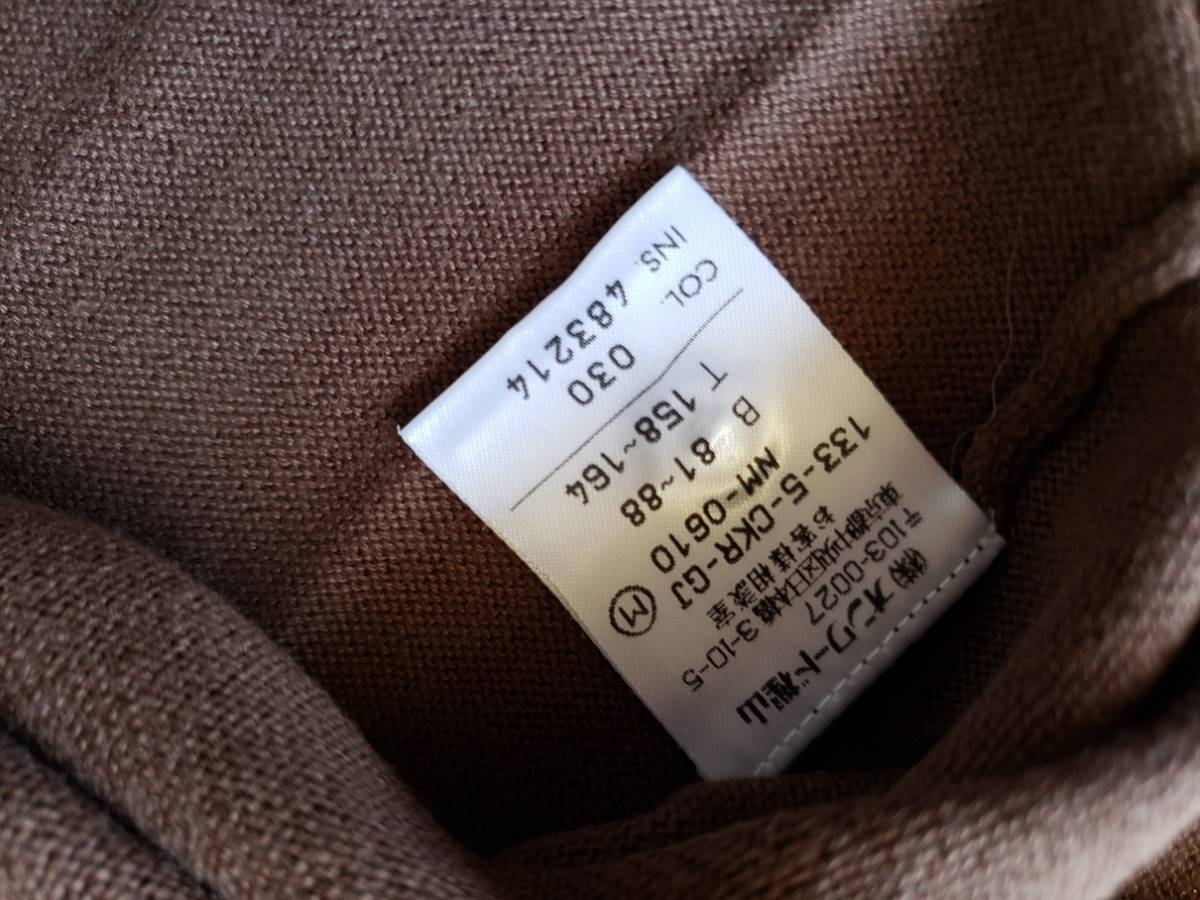 ㈱オンワード樫山
〒103-0027
東京都中央区日本橋3-10-5
お客様相談室
133-5-CKR-GJ
NM-0610 Ⓜ
B 81~88
T 158~164
COL. 030
INS. 483214